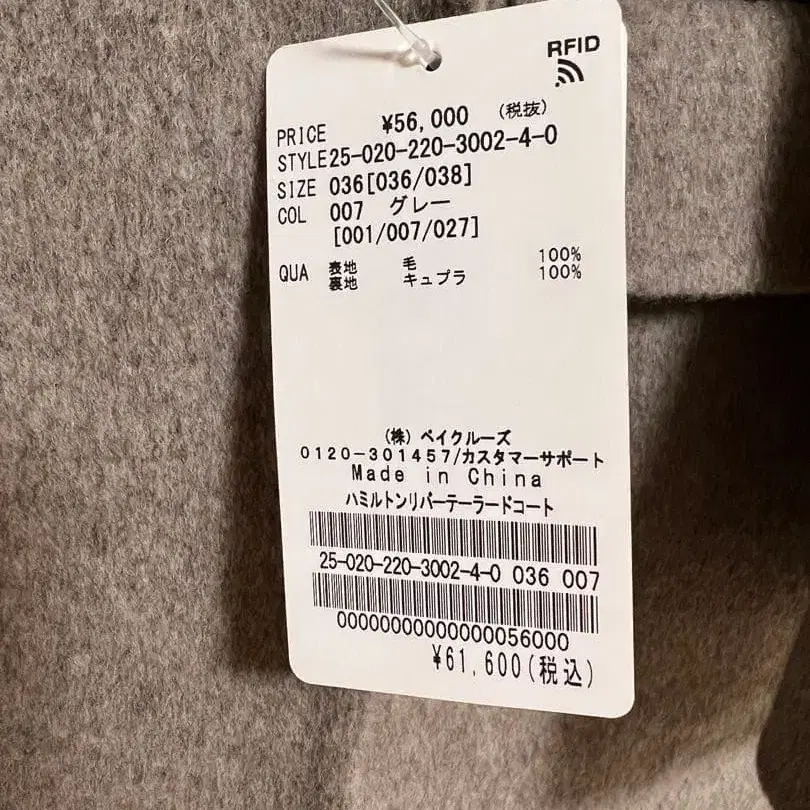 RFID
PRICE ¥56,000 (税抜)
STYLE 25-020-220-3002-4-0
SIZE 036[036/038]
COL 007 グレー
[001/007/027]
QUA 表地 毛 100%
裏地 キュプラ 100%
(株) ベイクルーズ
0120-301457/カスタマーサポート
Made in China
ハミルトンリバーテーラードコート
25-020-220-3002-4-0 036 007
00000000000000056000
¥61,600(税込)